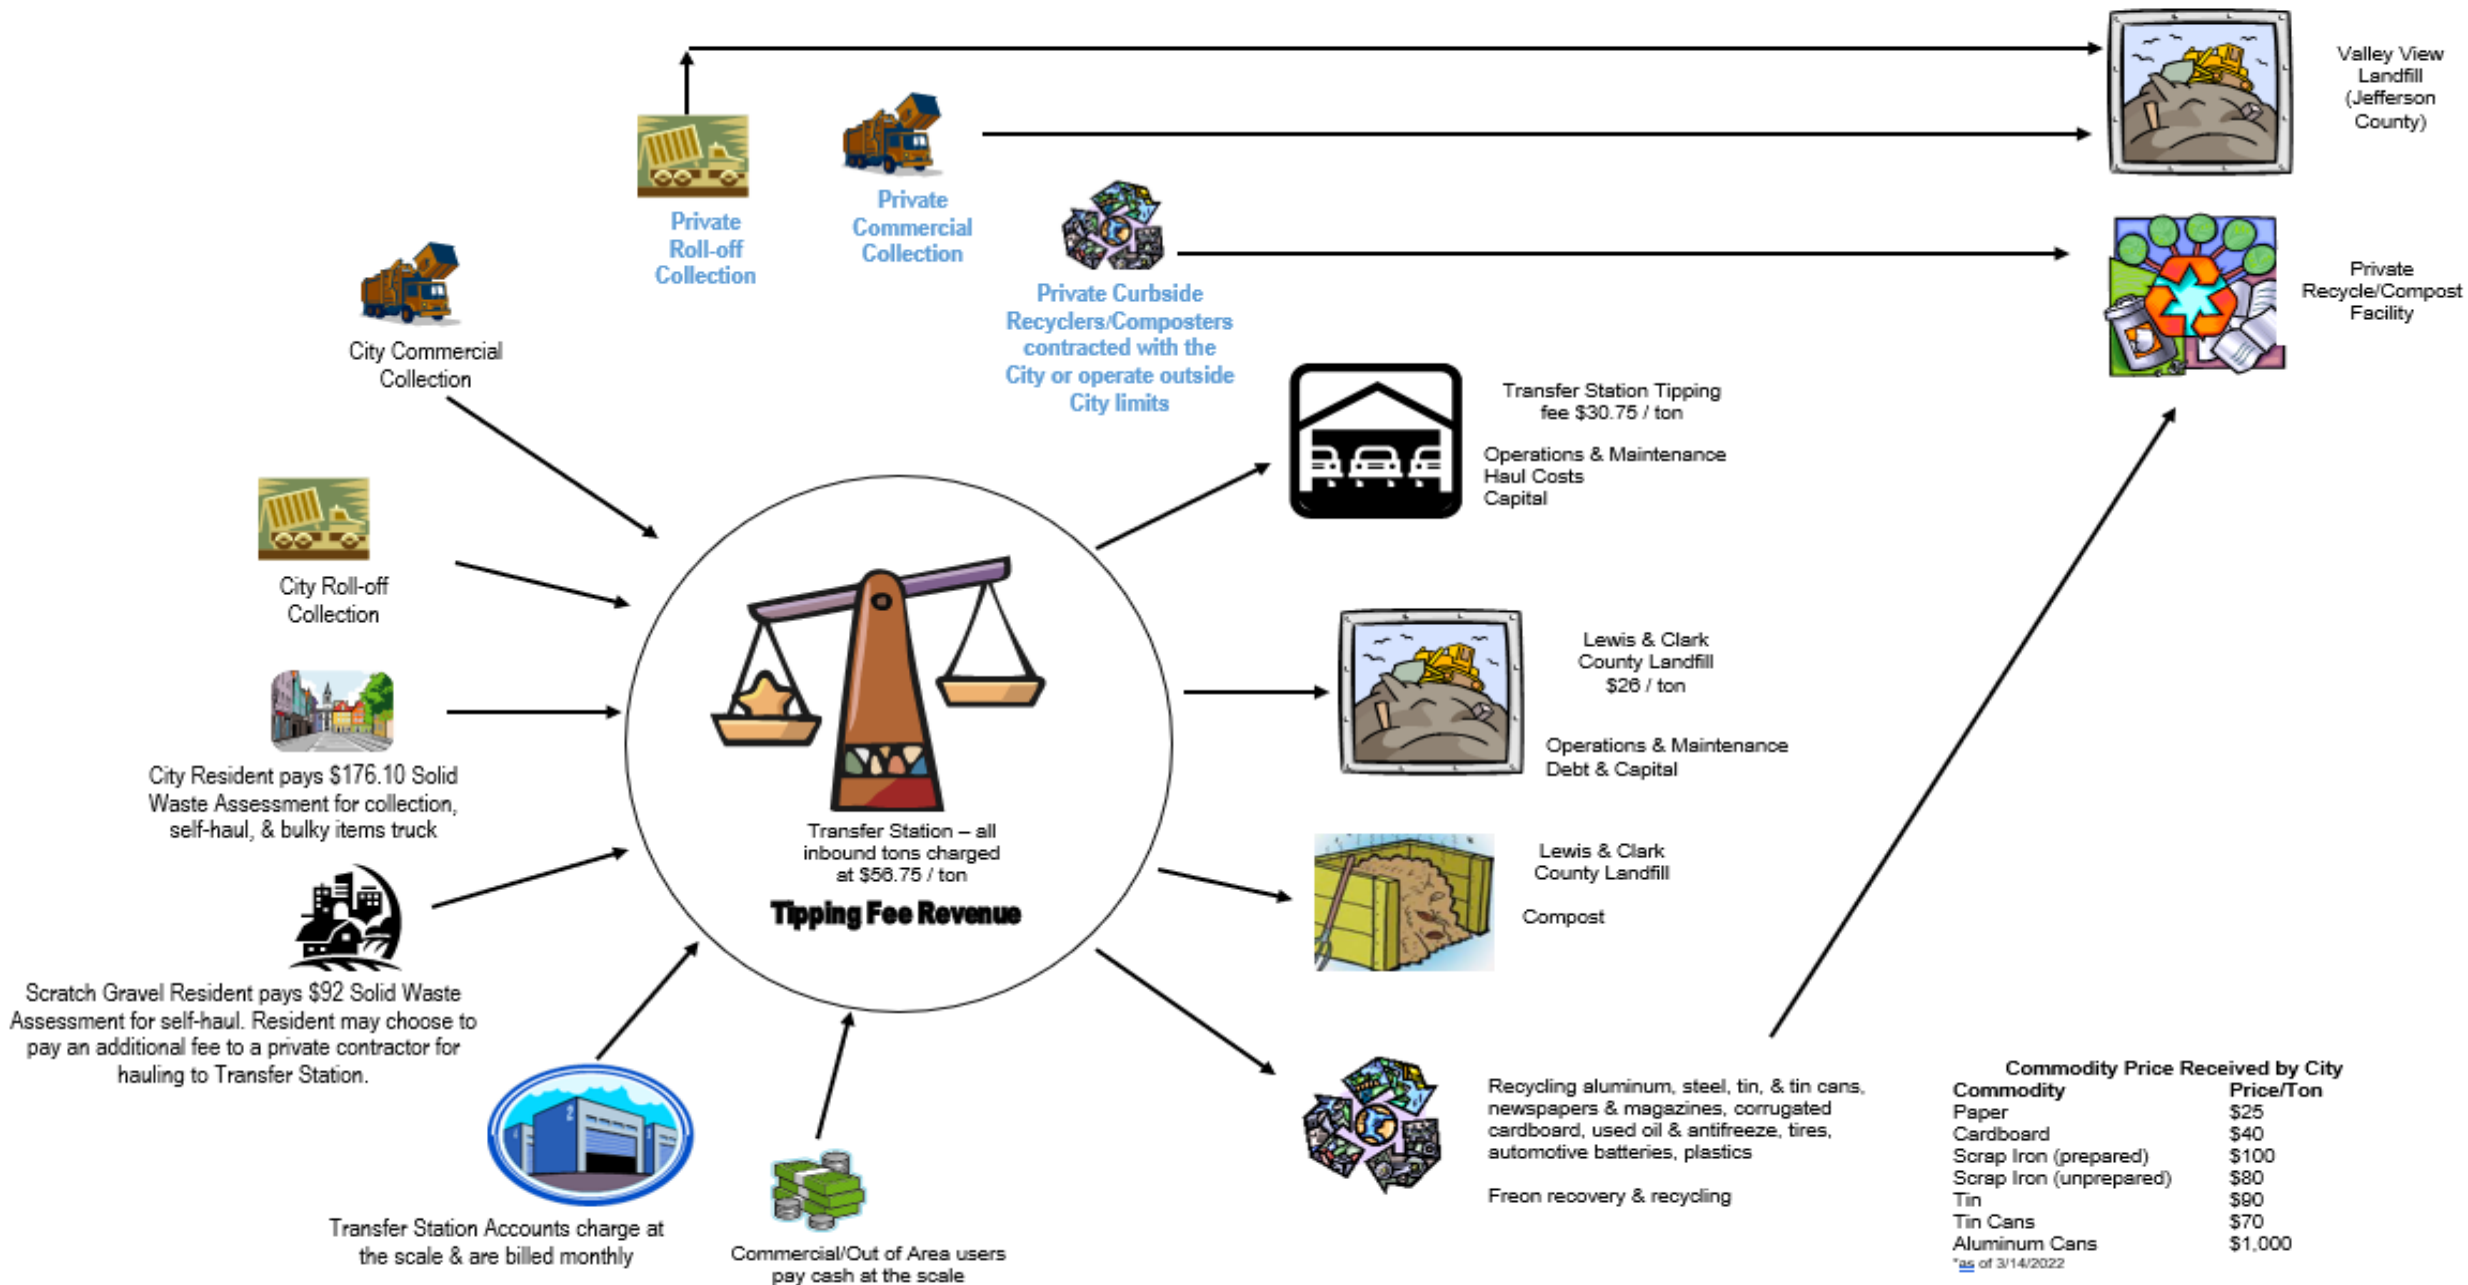 Valley View
Landfill
(Jefferson
County)
Private
Roll-off
Collection
Private
Commercial
Collection
Private Curbside
Recyclers/Composters
contracted with the
City or operate outside
City limits
Private
Recycle/Compost
Facility
City Commercial
Collection
Transfer Station Tipping
fee $30.75 / ton
Operations & Maintenance
Haul Costs
Capital
City Roll-off
Collection
City Resident pays $176.10 Solid
Waste Assessment for collection,
self-haul, & bulky items truck
Lewis & Clark
County Landfill
$26 / ton
Operations & Maintenance
Debt & Capital
Transfer Station – all
inbound tons charged
at $56.75 / ton
Tipping Fee Revenue
Lewis & Clark
County Landfill
Compost
Scratch Gravel Resident pays $92 Solid Waste
Assessment for self-haul. Resident may choose to
pay an additional fee to a private contractor for
hauling to Transfer Station.
Transfer Station Accounts charge at
the scale & are billed monthly
Commercial/Out of Area users
pay cash at the scale
Recycling aluminum, steel, tin, & tin cans,
newspapers & magazines, corrugated
cardboard, used oil & antifreeze, tires,
automotive batteries, plastics
Freon recovery & recycling
Commodity Price Received by City
Commodity Price/Ton
Paper $25
Cardboard $40
Scrap Iron (prepared) $100
Scrap Iron (unprepared) $80
Tin $90
Tin Cans $70
Aluminum Cans $1,000
*as of 3/14/2022